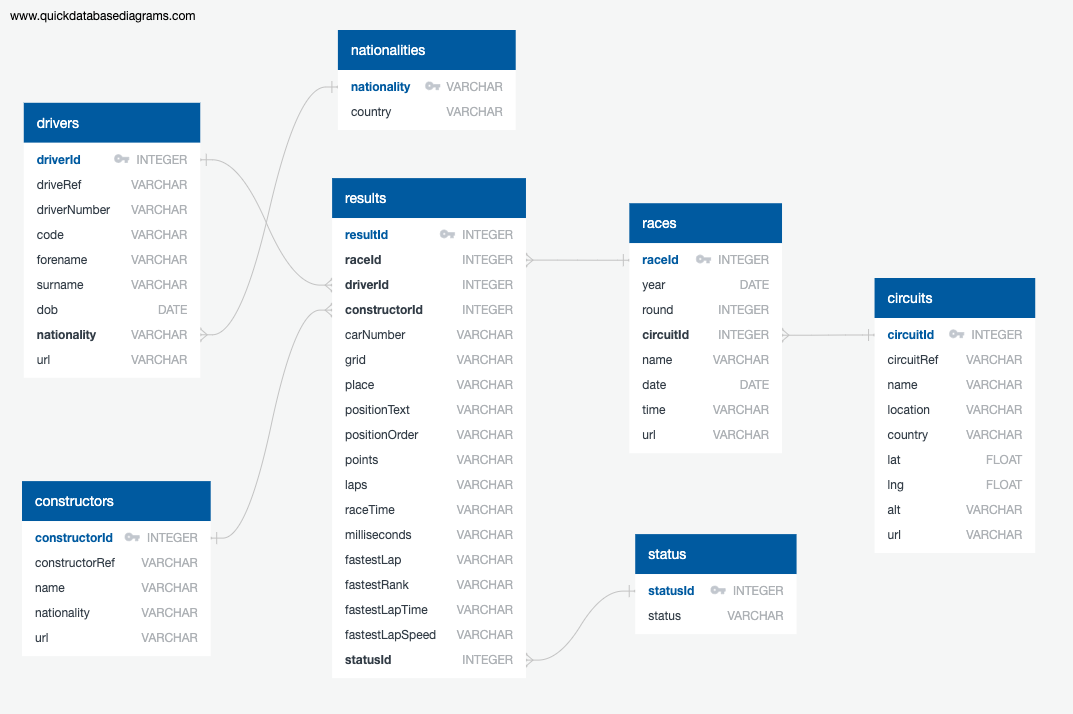 www.quickdatabasediagrams.com
nationalities
nationality VARCHAR
country VARCHAR
drivers
driverId INTEGER
driveRef VARCHAR
driverNumber VARCHAR
code VARCHAR
forename VARCHAR
surname VARCHAR
dob DATE
nationality VARCHAR
url VARCHAR
results
resultId INTEGER
raceId INTEGER
driverId INTEGER
constructorId INTEGER
carNumber VARCHAR
grid VARCHAR
place VARCHAR
positionText VARCHAR
positionOrder VARCHAR
points VARCHAR
laps VARCHAR
raceTime VARCHAR
milliseconds VARCHAR
fastestLap VARCHAR
fastestRank VARCHAR
fastestLapTime VARCHAR
fastestLapSpeed VARCHAR
statusId INTEGER
races
raceId INTEGER
year DATE
round INTEGER
circuitId INTEGER
name VARCHAR
date DATE
time VARCHAR
url VARCHAR
circuits
circuitId INTEGER
circuitRef VARCHAR
name VARCHAR
location VARCHAR
country VARCHAR
lat FLOAT
lng FLOAT
alt VARCHAR
url VARCHAR
constructors
constructorId INTEGER
constructorRef VARCHAR
name VARCHAR
nationality VARCHAR
url VARCHAR
status
statusId INTEGER
status VARCHAR